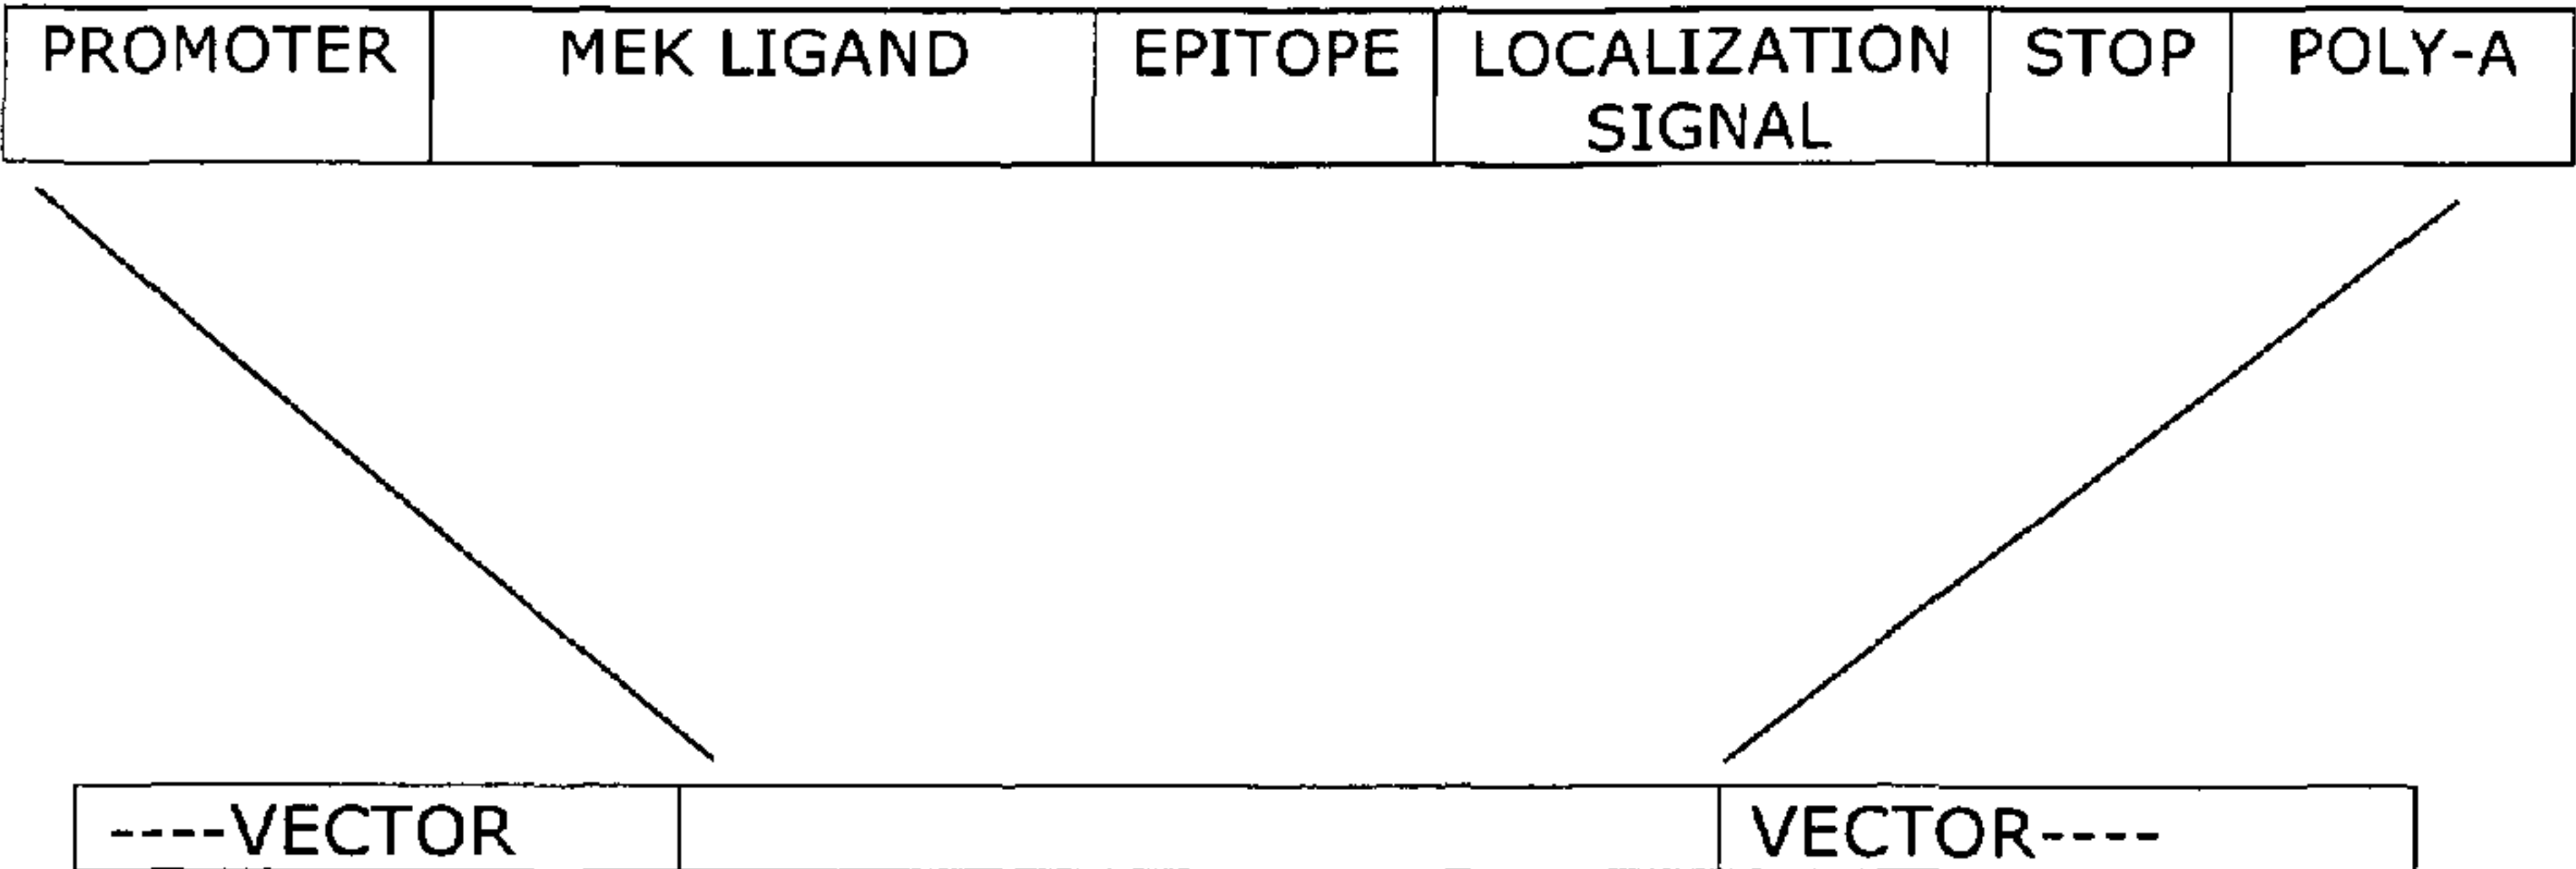 PROMOTER MEK LIGAND EPITOPE LOCALIZATION SIGNAL STOP POLY-A
----VECTOR VECTOR----